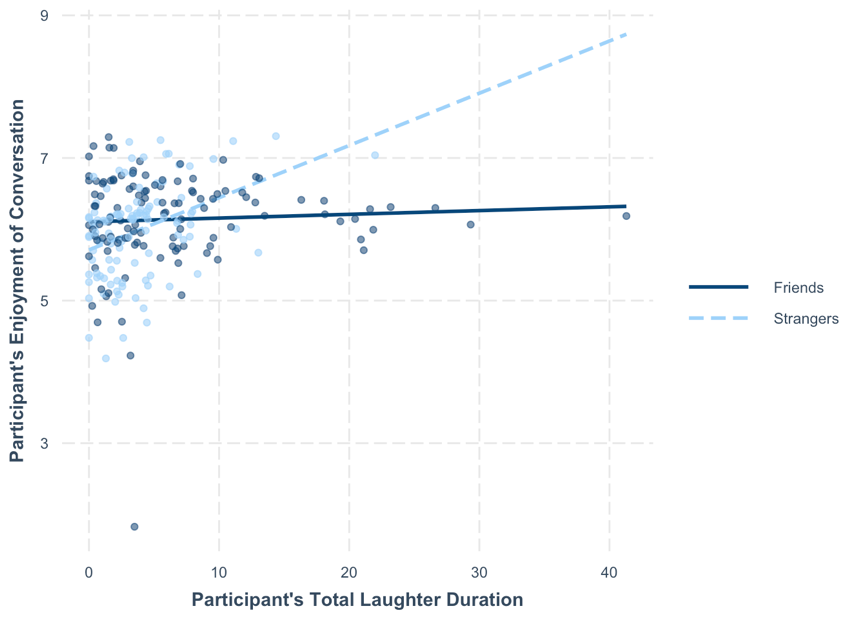 9
7
5
3
0 10 20 30 40
Participant's Enjoyment of Conversation
Participant's Total Laughter Duration
Friends
Strangers